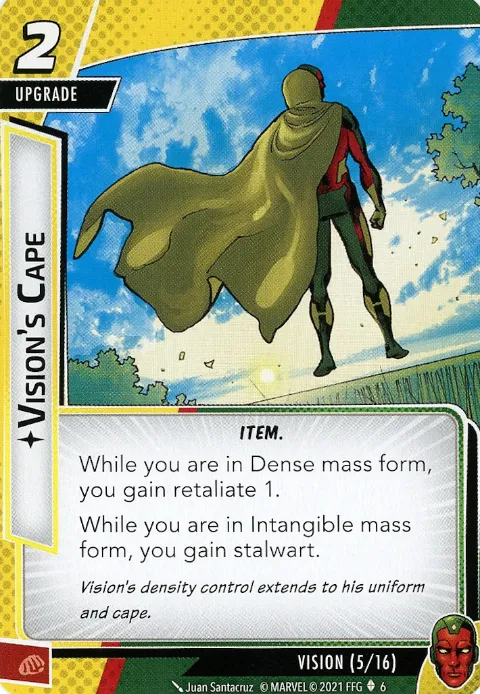 2
UPGRADE
VISION'S CAPE
ITEM.
While you are in Dense mass form,
you gain retaliate 1.
While you are in Intangible mass
form, you gain stalwart.
Vision's density control extends to his uniform
and cape.
VISION (5/16)
Juan Santacruz © MARVEL © 2021 FFG 6